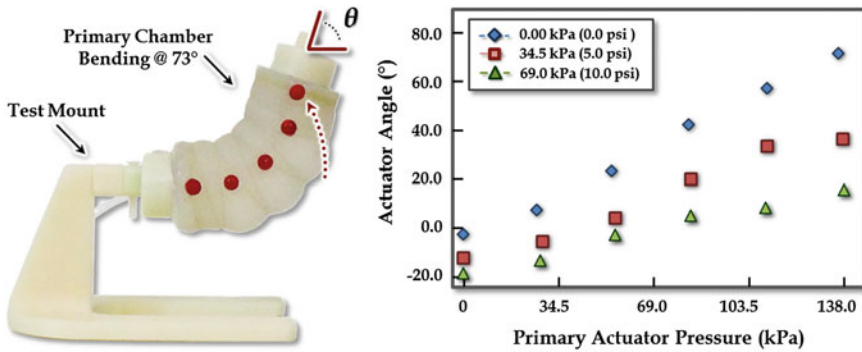 θ
Primary Chamber
Bending @ 73°
Test Mount
0.00 kPa (0.0 psi )
34.5 kPa (5.0 psi)
69.0 kPa (10.0 psi)
Actuator Angle (°)
80.0
60.0
40.0
20.0
0.0
-20.0
0 34.5 69.0 103.5 138.0
Primary Actuator Pressure (kPa)